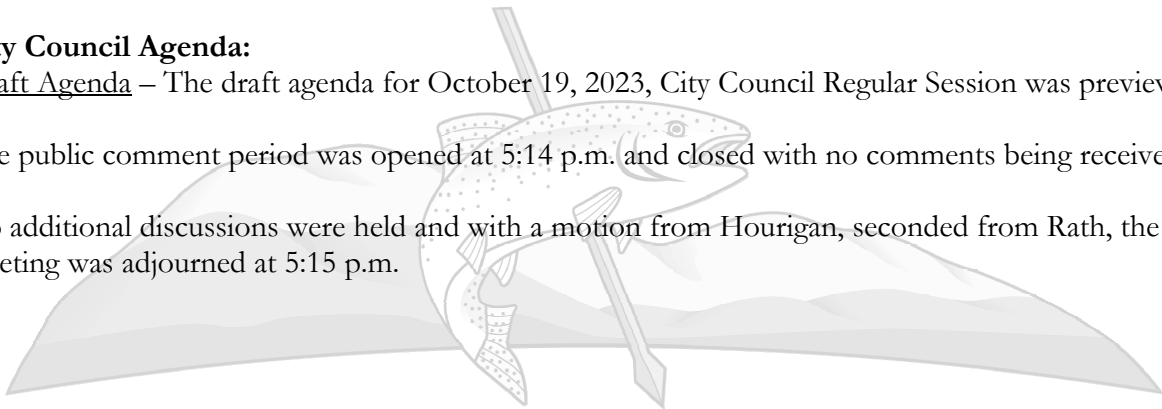 y Council Agenda:
aft Agenda – The draft agenda for October 19, 2023, City Council Regular Session was previe
e public comment period was opened at 5:14 p.m. and closed with no comments being receive
additional discussions were held and with a motion from Hourigan, seconded from Rath, the
eting was adjourned at 5:15 p.m.